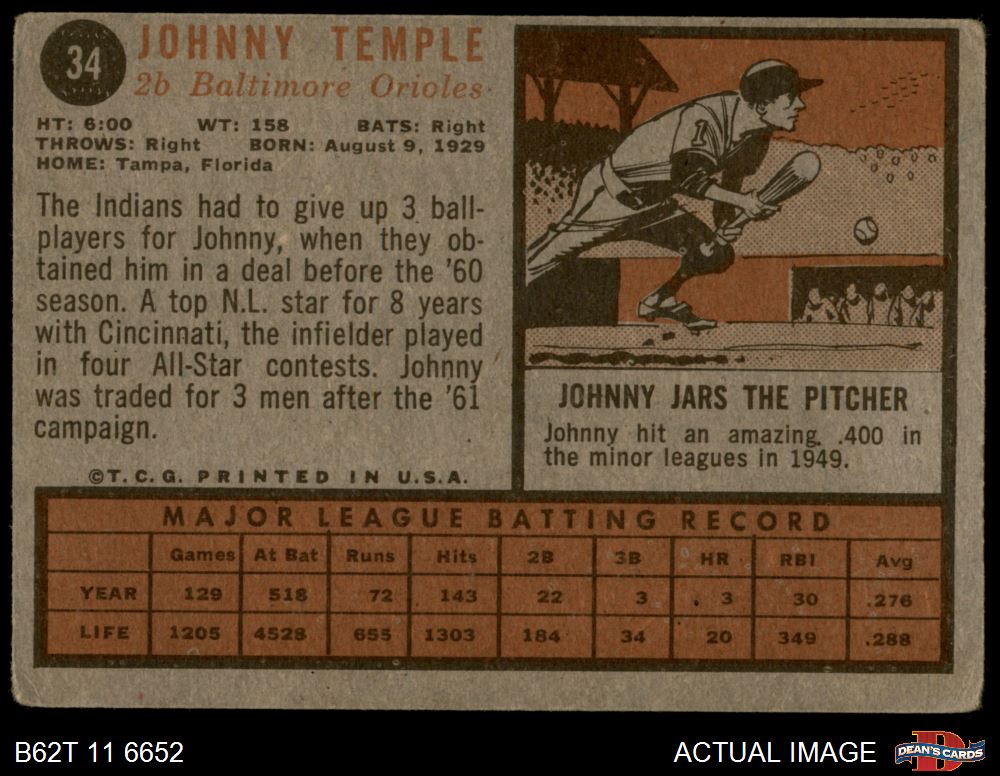 34
JOHNNY TEMPLE
2b Baltimore Orioles
HT: 6:00 WT: 158 BATS: Right
THROWS: Right BORN: August 9, 1929
HOME: Tampa, Florida
The Indians had to give up 3 ball-
players for Johnny, when they ob-
tained him in a deal before the '60
season. A top N.L. star for 8 years
with Cincinnati, the infielder played
in four All-Star contests. Johnny
was traded for 3 men after the '61
campaign.
©T.C.G. PRINTED IN U.S.A.
1
JOHNNY JARS THE PITCHER
Johnny hit an amazing .400 in
the minor leagues in 1949.
MAJOR LEAGUE BATTING RECORD
Games At Bat Runs Hits 2B 3B HR RBI Avg
YEAR 129 518 72 143 22 3 3 30 .276
LIFE 1205 4528 655 1303 184 34 20 349 .288
B62T 11 6652
ACTUAL IMAGE
D
DEAN'S CARDS